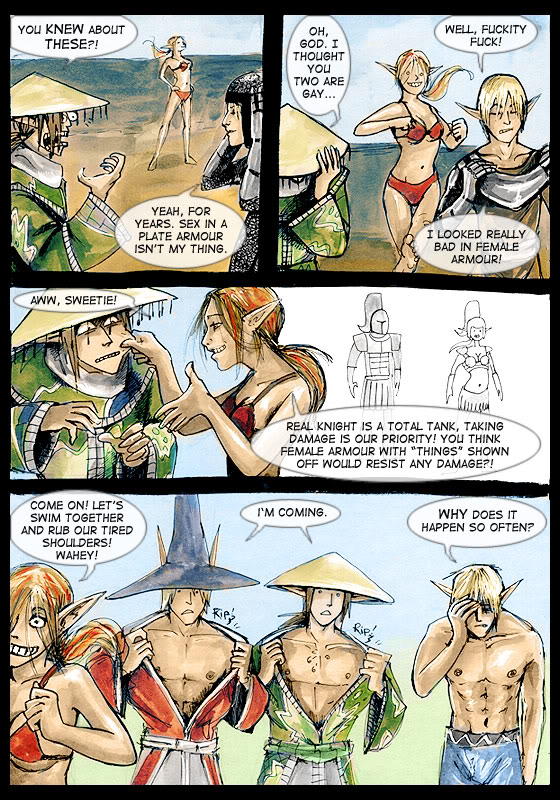 YOU KNEW ABOUT
THESE?!
YEAH, FOR
YEARS. SEX IN A
PLATE ARMOUR
ISN'T MY THING.
OH,
GOD. I
THOUGHT
YOU TWO
ARE
GAY...
WELL, FUCKITY
FUCK!
I LOOKED REALLY
BAD IN FEMALE
ARMOUR!
AWW, SWEETIE!
REAL KNIGHT IS A TOTAL TANK, TAKING
DAMAGE IS OUR PRIORITY! YOU THINK
FEMALE ARMOUR WITH "THINGS" SHOWN
OFF WOULD RESIST ANY DAMAGE?!
COME ON! LET'S
SWIM TOGETHER
AND RUB OUR TIRED
SHOULDERS!
WAHEY!
I'M COMING.
WHY DOES IT
HAPPEN SO OFTEN?
RIP!
RIP!